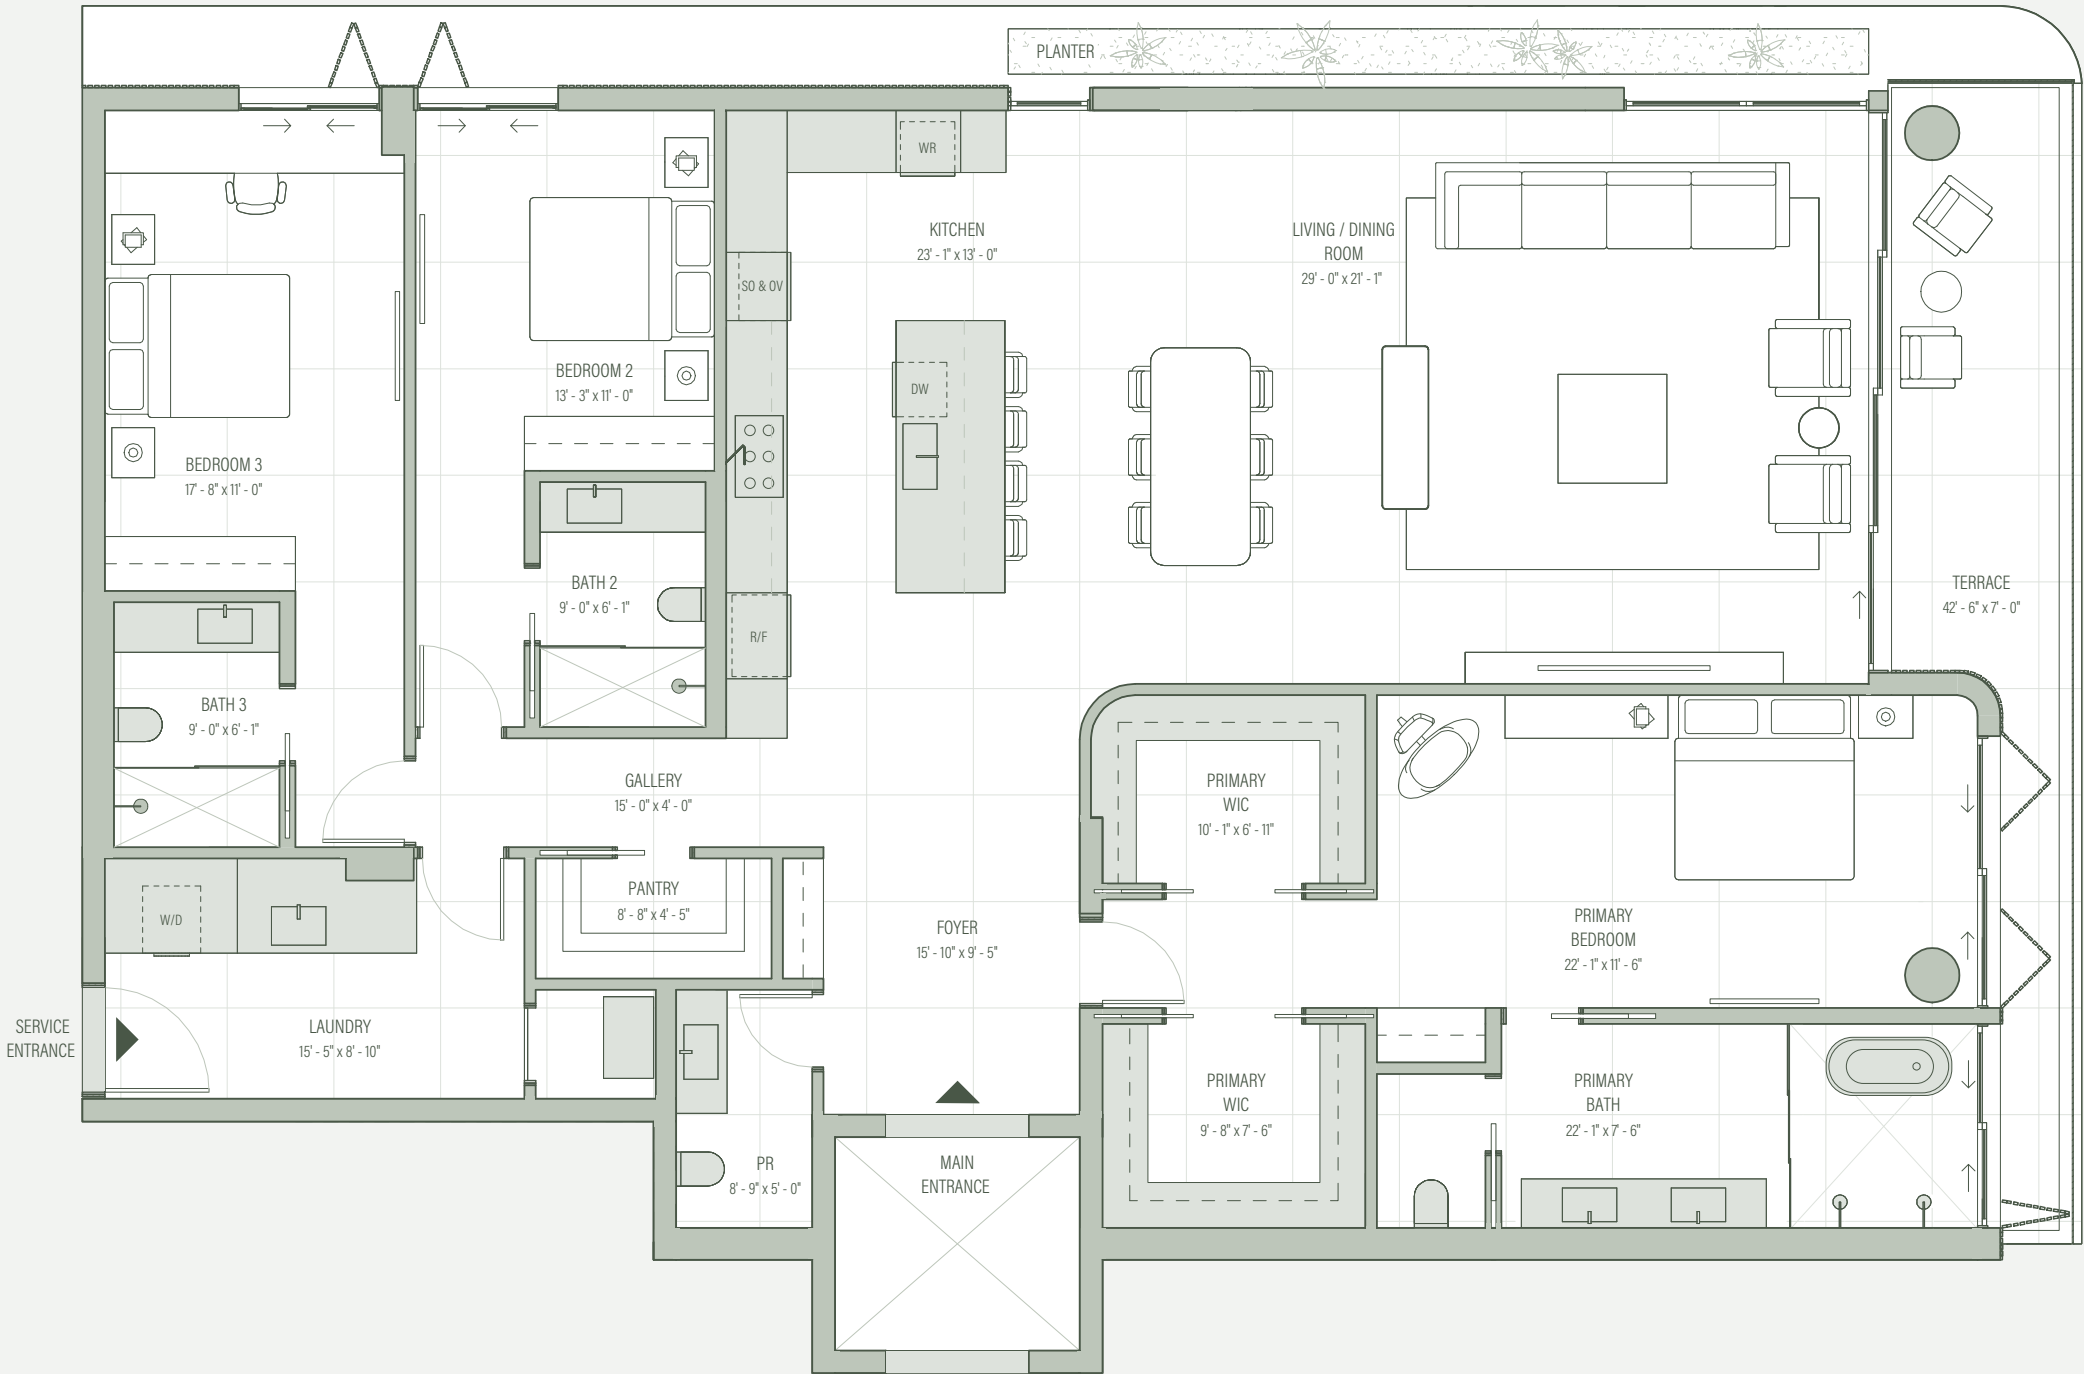 PLANTER
WR
KITCHEN
23' - 1" x 13' - 0"
LIVING / DINING
ROOM
29' - 0" x 21' - 1"
SO & OV
BEDROOM 2
13' - 3" x 11' - 0"
DW
BEDROOM 3
17' - 8" x 11' - 0"
BATH 2
9' - 0" x 6' - 1"
TERRACE
42' - 6" x 7' - 0"
R/F
BATH 3
9' - 0" x 6' - 1"
GALLERY
15' - 0" x 4' - 0"
PRIMARY
WIC
10' - 1" x 6' - 11"
PANTRY
8' - 8" x 4' - 5"
W/D
FOYER
15' - 10" x 9' - 5"
PRIMARY
BEDROOM
22' - 1" x 11' - 6"
SERVICE
ENTRANCE
LAUNDRY
15' - 5" x 8' - 10"
PRIMARY
WIC
9' - 8" x 7' - 6"
PRIMARY
BATH
22' - 1" x 7' - 6"
PR
8' - 9" x 5' - 0"
MAIN
ENTRANCE